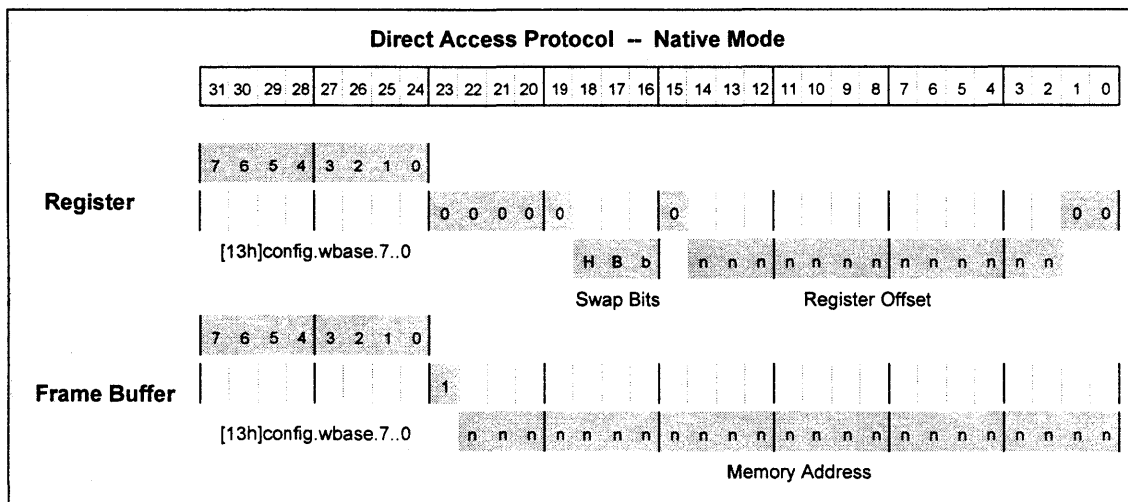 Direct Access Protocol -- Native Mode
31 30 29 28 27 26 25 24 23 22 21 20 19 18 17 16 15 14 13 12 11 10 9 8 7 6 5 4 3 2 1 0
7 6 5 4 3 2 1 0
Register
0 0 0 0 0 0 0 0
[13h]config.wbase.7..0
H B b n n n n n n n n n n n n n
Swap Bits Register Offset
7 6 5 4 3 2 1 0
Frame Buffer
1
[13h]config.wbase.7..0
n n n n n n n n n n n n n n n n n n n n n n n
Memory Address